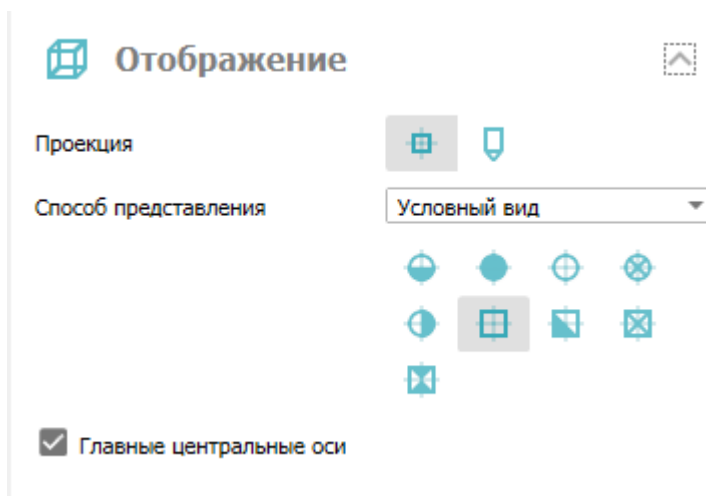 Отображение
Проекция
Способ представления
Условный вид
Главные центральные оси